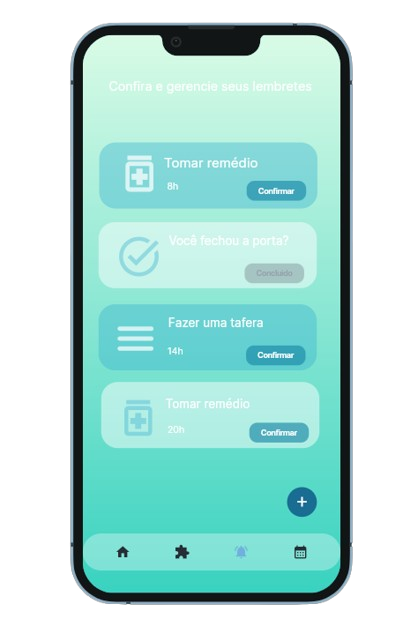 Confira e gerencie seus lembretes
Tomar remédio
8h
Confirmar
Você fechou a porta?
Concluído
Fazer uma tafera
14h
Confirmar
Tomar remédio
20h
Confirmar
+